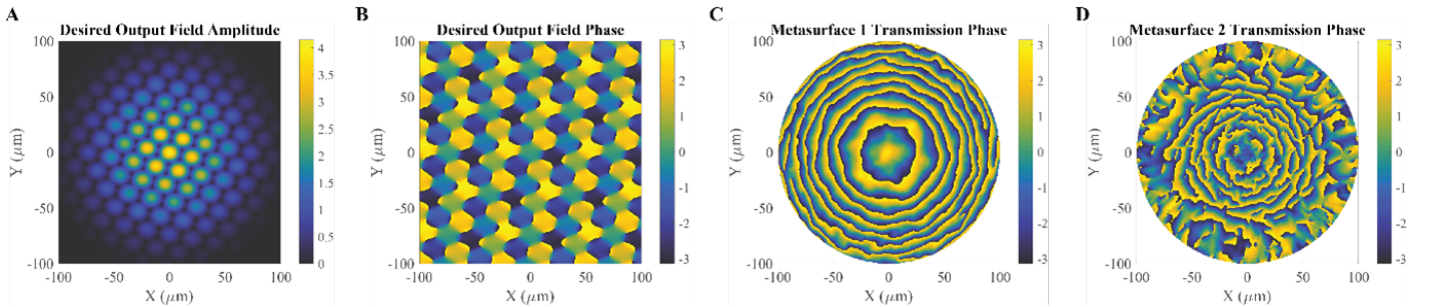 A
Desired Output Field Amplitude
100
50
0
-50
-100
Y (μm)
-100 -50 0 50 100
X (μm)
4
3.5
3
2.5
2
1.5
1
0.5
0
B
Desired Output Field Phase
100
50
0
-50
-100
Y (μm)
-100 -50 0 50 100
X (μm)
3
2
1
0
-1
-2
-3
C
Metasurface 1 Transmission Phase
100
50
0
-50
-100
Y (μm)
-100 -50 0 50 100
X (μm)
3
2
1
0
-1
-2
-3
D
Metasurface 2 Transmission Phase
100
50
0
-50
-100
Y (μm)
-100 -50 0 50 100
X (μm)
3
2
1
0
-1
-2
-3